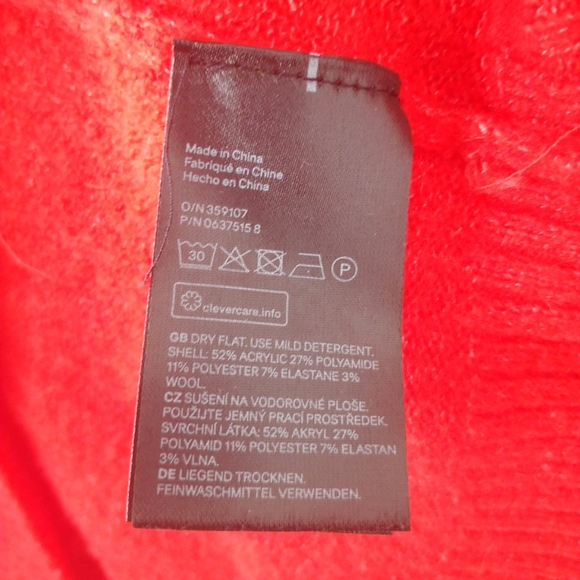 Made in China
Fabriqué en Chine
Hecho en China
O/N 359107
P/N 0637515 8
30
P
clevercare.info
GB DRY FLAT. USE MILD DETERGENT.
SHELL: 52% ACRYLIC 27% POLYAMIDE
11% POLYESTER 7% ELASTANE 3%
WOOL.
CZ SUŠENÍ NA VODOROVNÉ PLOŠE.
POUŽIJTE JEMNÝ PRACÍ PROSTŘEDEK.
SVRCHNÍ LÁTKA: 52% AKRYL 27%
POLYAMID 11% POLYESTER 7% ELASTAN
3% VLNA.
DE LIEGEND TROCKNEN.
FEINWASCHMITTEL VERWENDEN.